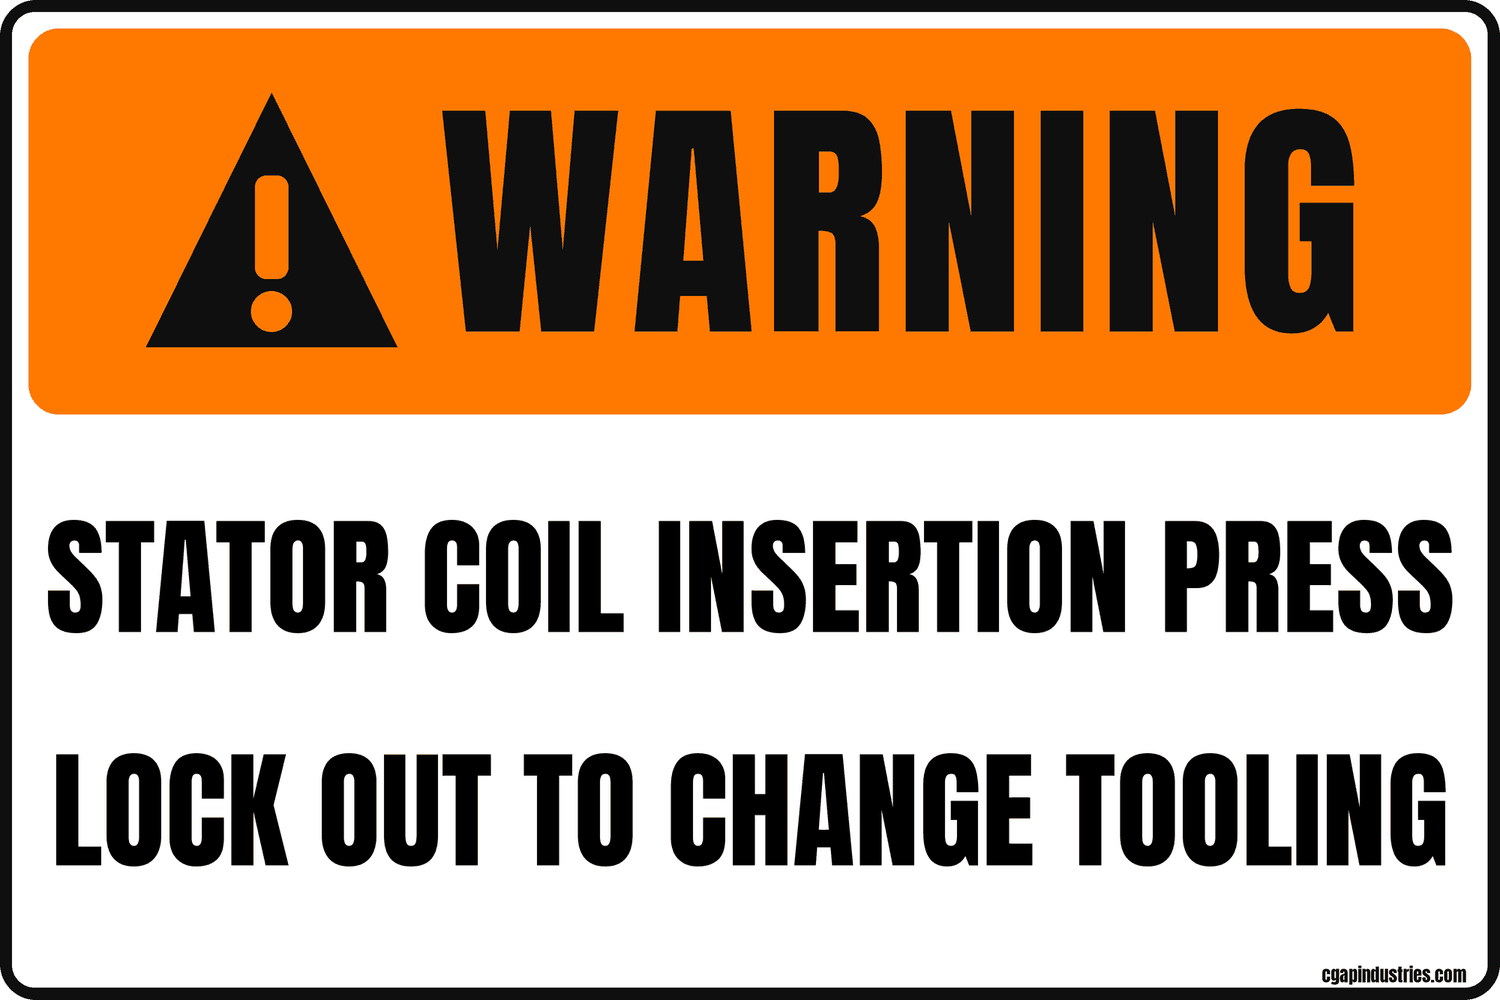 WARNING
STATOR COIL INSERTION PRESS
LOCK OUT TO CHANGE TOOLING
cgapindustries.com